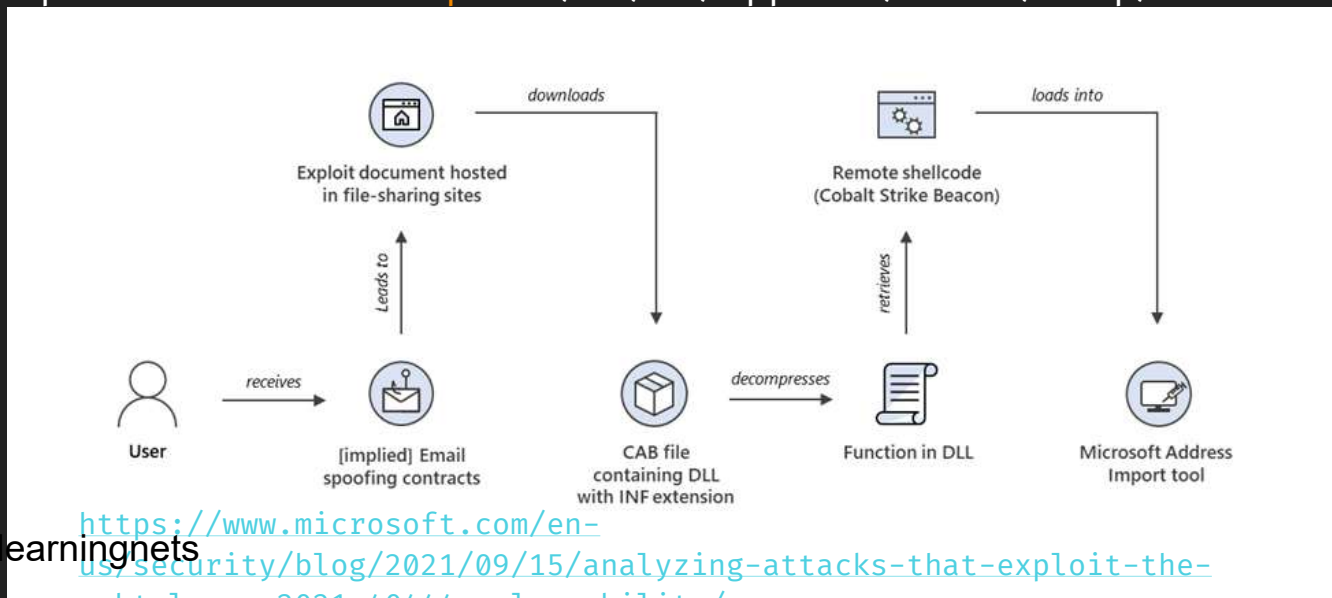 downloads
loads into
Exploit document hosted
in file-sharing sites
Remote shellcode
(Cobalt Strike Beacon)
Leads to
retrieves
receives
decompresses
User
[implied] Email
spoofing contracts
CAB file
containing DLL
with INF extension
Function in DLL
Microsoft Address
Import tool
https://www.microsoft.com/en-
learningnets
us/security/blog/2021/09/15/analyzing-attacks-that-exploit-the-